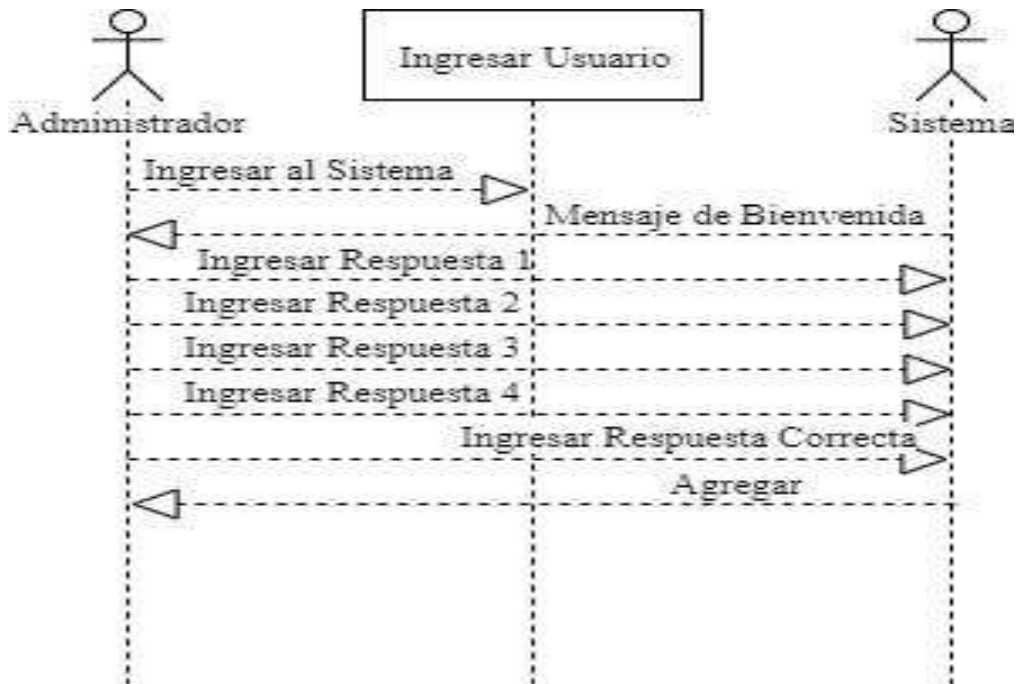 Ingresar Usuario
Administrador
Sistema
Ingresar al Sistema
Mensaje de Bienvenida
Ingresar Respuesta 1
Ingresar Respuesta 2
Ingresar Respuesta 3
Ingresar Respuesta 4
Ingresar Respuesta Correcta
Agregar